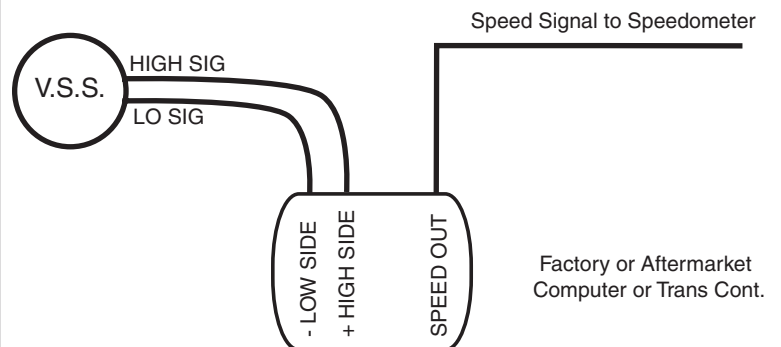 Speed Signal to Speedometer
HIGH SIG
V.S.S.
LO SIG
- LOW SIDE
+ HIGH SIDE
SPEED OUT
Factory or Aftermarket
Computer or Trans Cont.